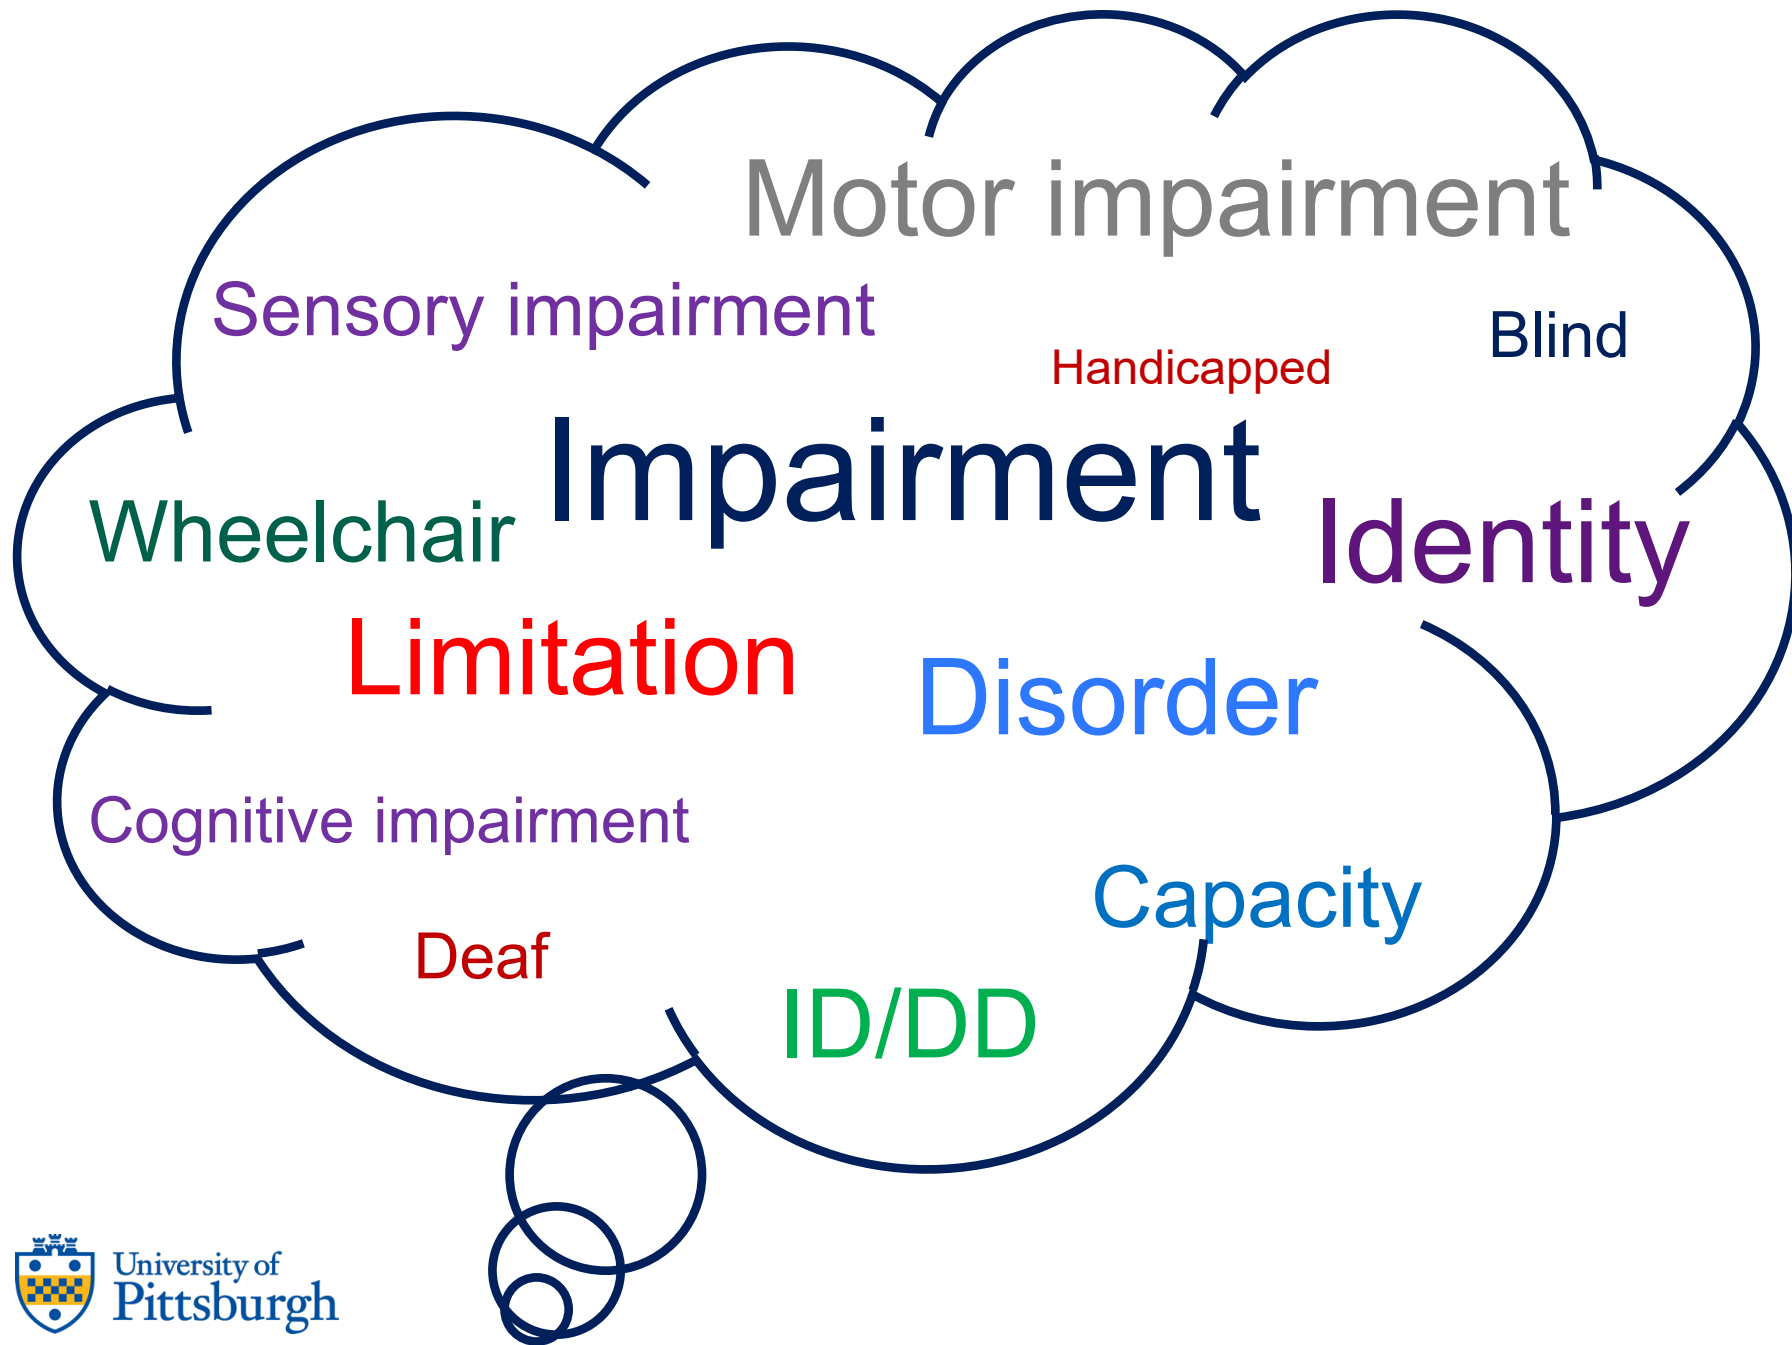 Motor impairment
Sensory impairment
Blind
Handicapped
Impairment
Wheelchair
Identity
Limitation
Disorder
Cognitive impairment
Capacity
Deaf
ID/DD
University of
Pittsburgh